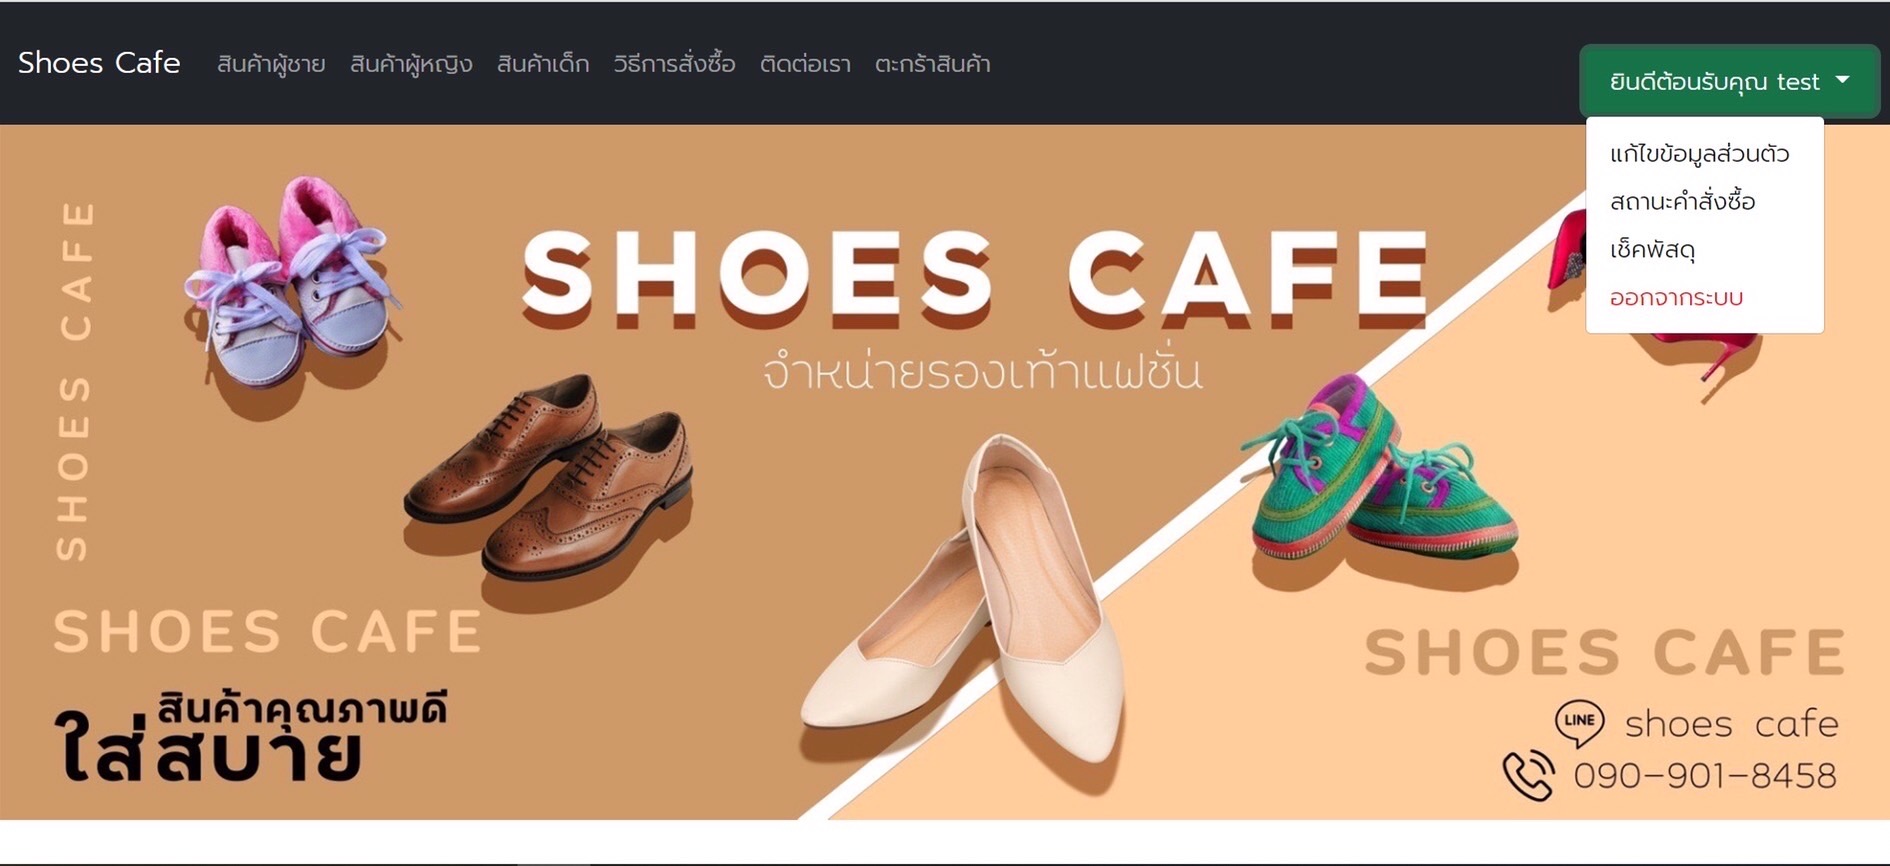 Shoes Cafe สินค้าผู้ชาย สินค้าผู้หญิง สินค้าเด็ก วิธีการสั่งซื้อ ติดต่อเรา ตะกร้าสินค้า
ยินดีต้อนรับคุณ test
แก้ไขข้อมูลส่วนตัว
สถานะคำสั่งซื้อ
เช็คพัสดุ
ออกจากระบบ
SHOES CAFE
SHOES CAFE
จำหน่ายรองเท้าแฟชั่น
SHOES CAFE
สินค้าคุณภาพดี
ใส่สบาย
SHOES CAFE
LINE shoes cafe
090-901-8458